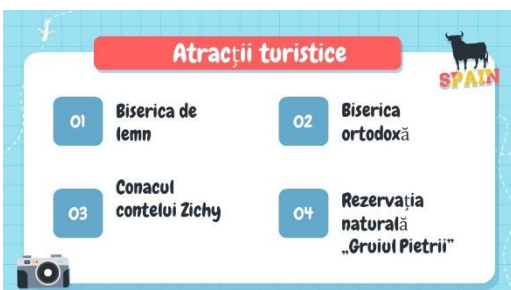 Atracții turistice
SPAIN
01
Biserica de
lemn
02
Biserica
ortodoxă
03
Conacul
contelui Zichy
04
Rezervația
naturală
„Gruiul Pietrii”